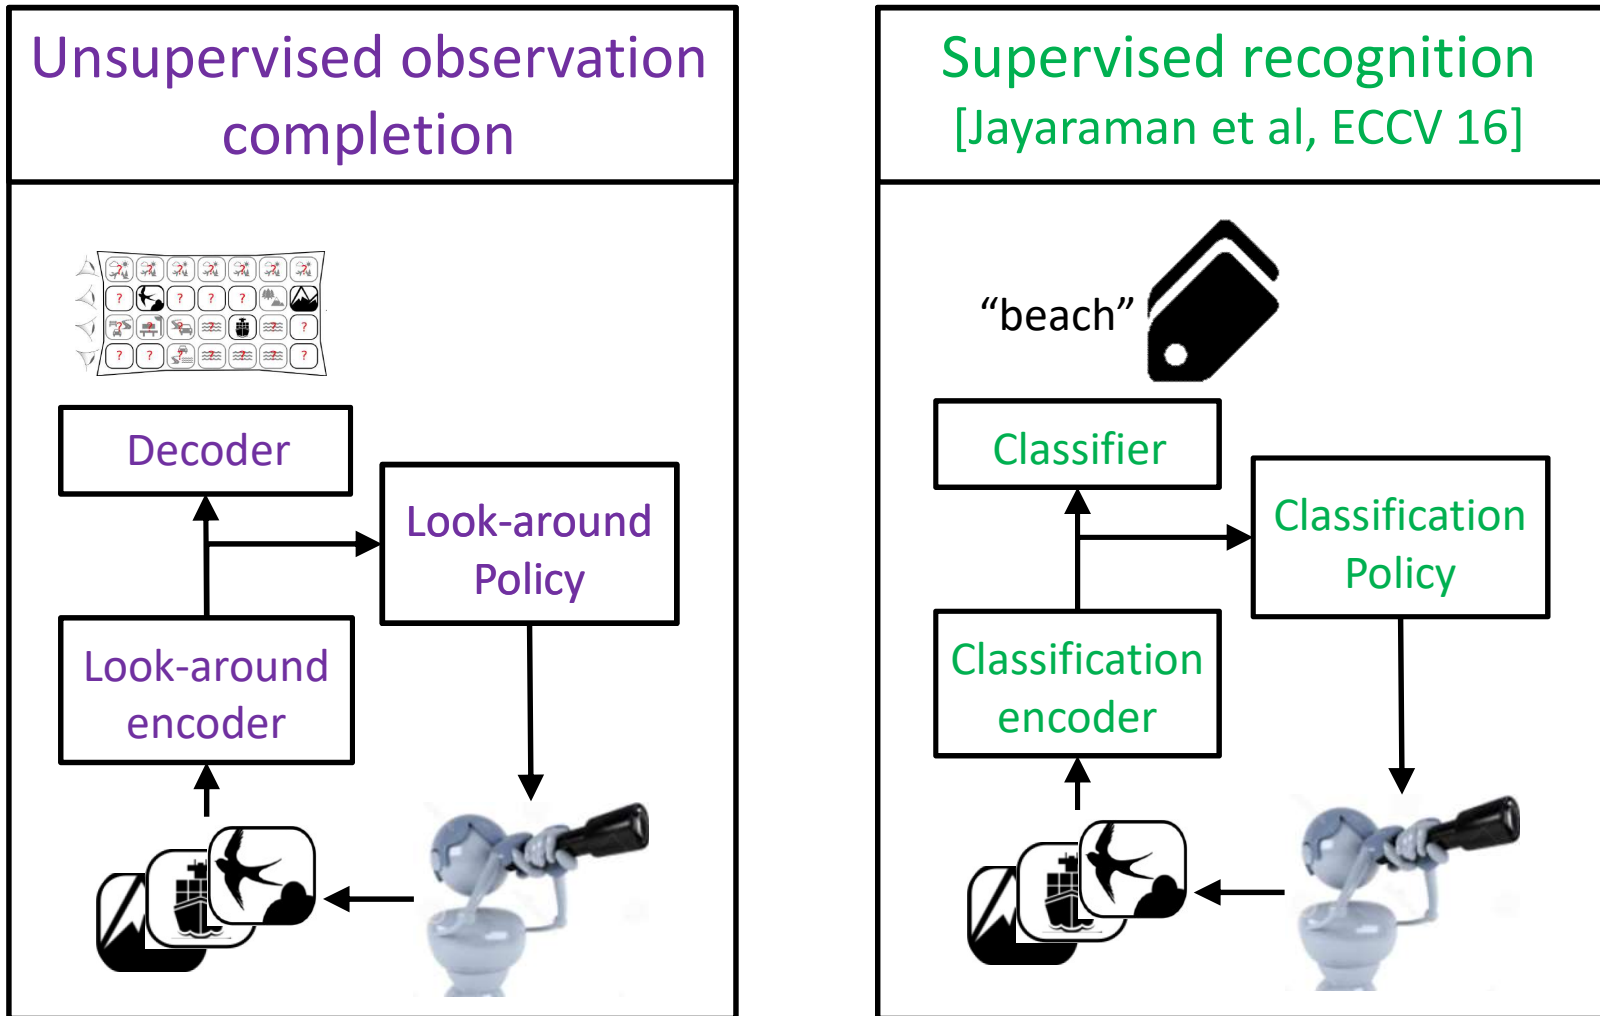 Unsupervised observation
completion
Decoder
Look-around
Policy
Look-around
encoder
Supervised recognition
[Jayaraman et al, ECCV 16]
“beach”
Classifier
Classification
Policy
Classification
encoder